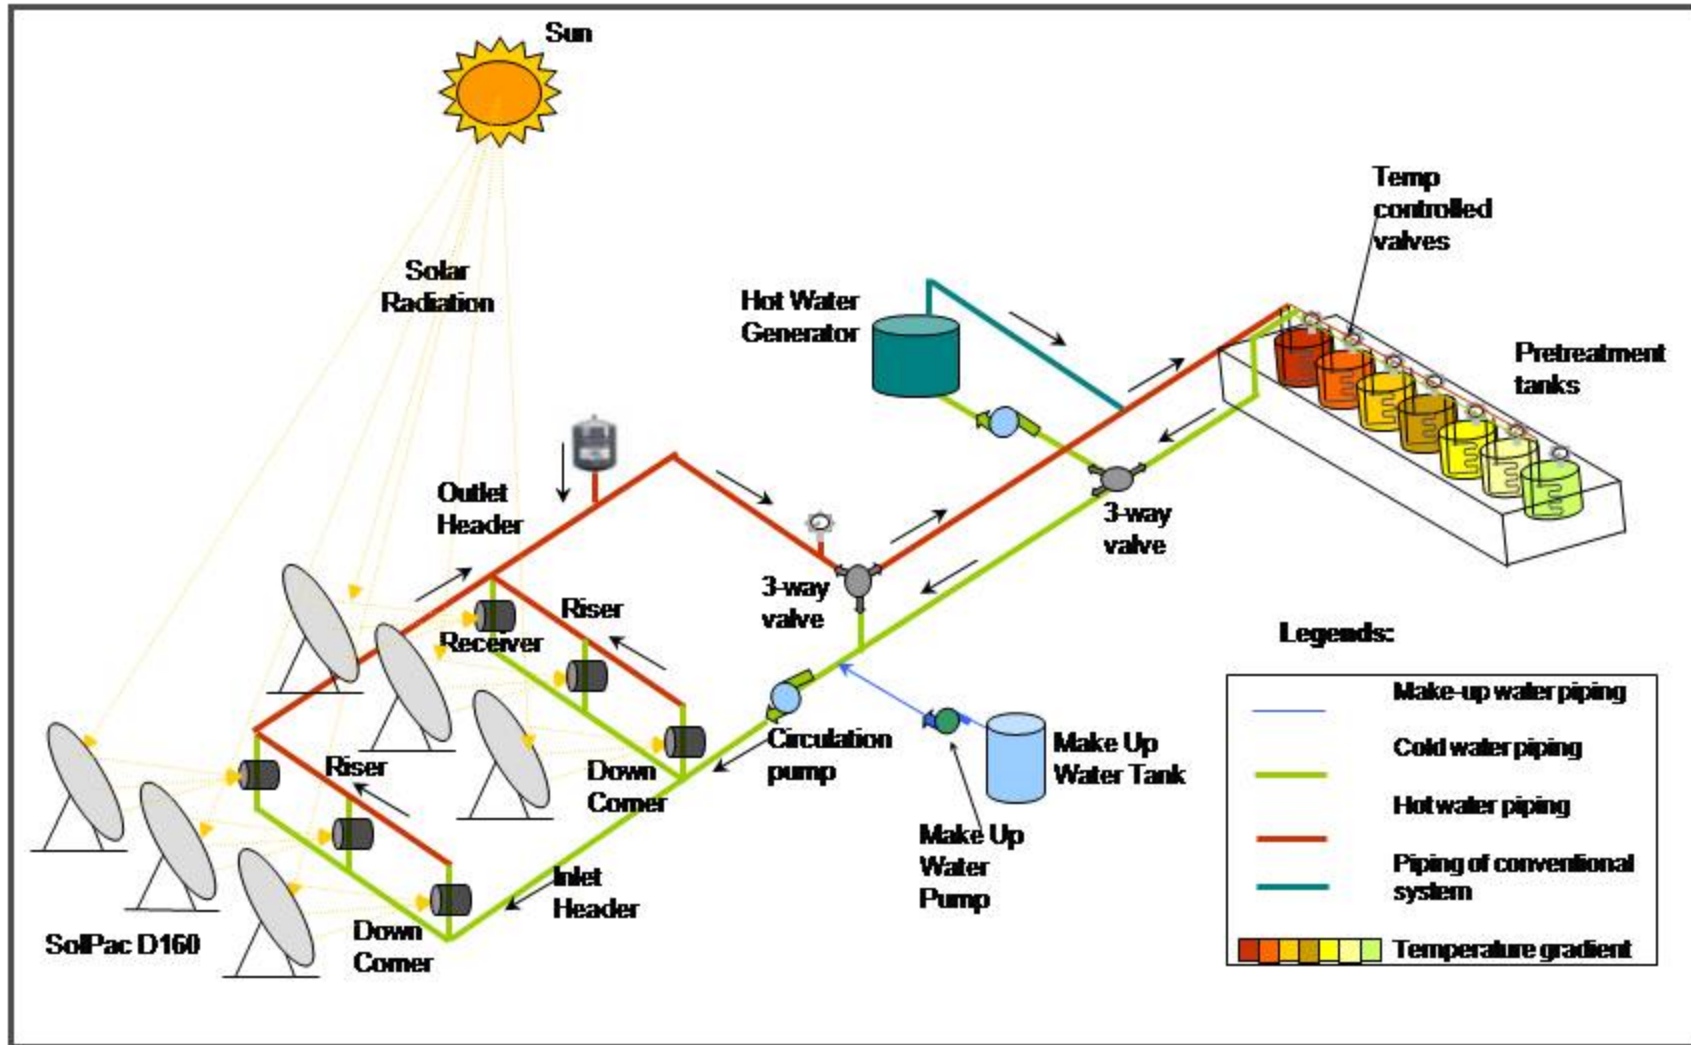 Sun
Solar
Radiation
Temp
controlled
valves
Hot Water
Generator
Pretreatment
tanks
Outlet
Header
3-way
valve
3-way
valve
Riser
Receiver
Legends:
Make-up water piping
Cold water piping
Hot water piping
Piping of conventional
system
Temperature gradient
Circulation
pump
Make Up
Water Tank
Riser
Down
Comer
Make Up
Water
Pump
Inlet
Header
SolPac D160
Down
Comer